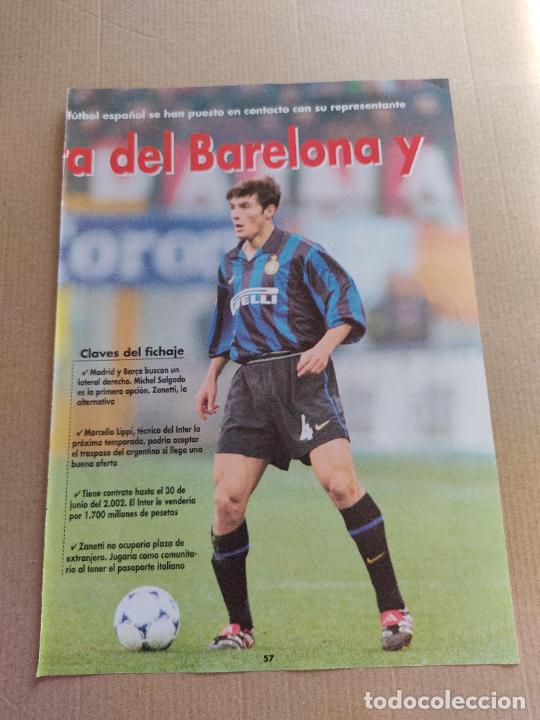 fútbol español se han puesto en contacto con su representante
a del Barelona y
orop
PIRELLI
4
Claves del fichaje
✔ Madrid y Barça buscan un
lateral derecho. Michel Salgado
es la primera opción. Zanetti, la
alternativa
✔ Marcello Lippi, técnico del Inter la
próxima temporada, podría aceptar
el traspaso del argentino si llega una
buena oferta
✔ Tiene contrato hasta el 30 de
junio del 2.002. El Inter le vendería
por 1.700 millones de pesetas
✔ Zanetti no ocuparía plaza de
extranjero. Jugaría como comunita-
rio al tener el pasaporte italiano
57
todocoleccion.net